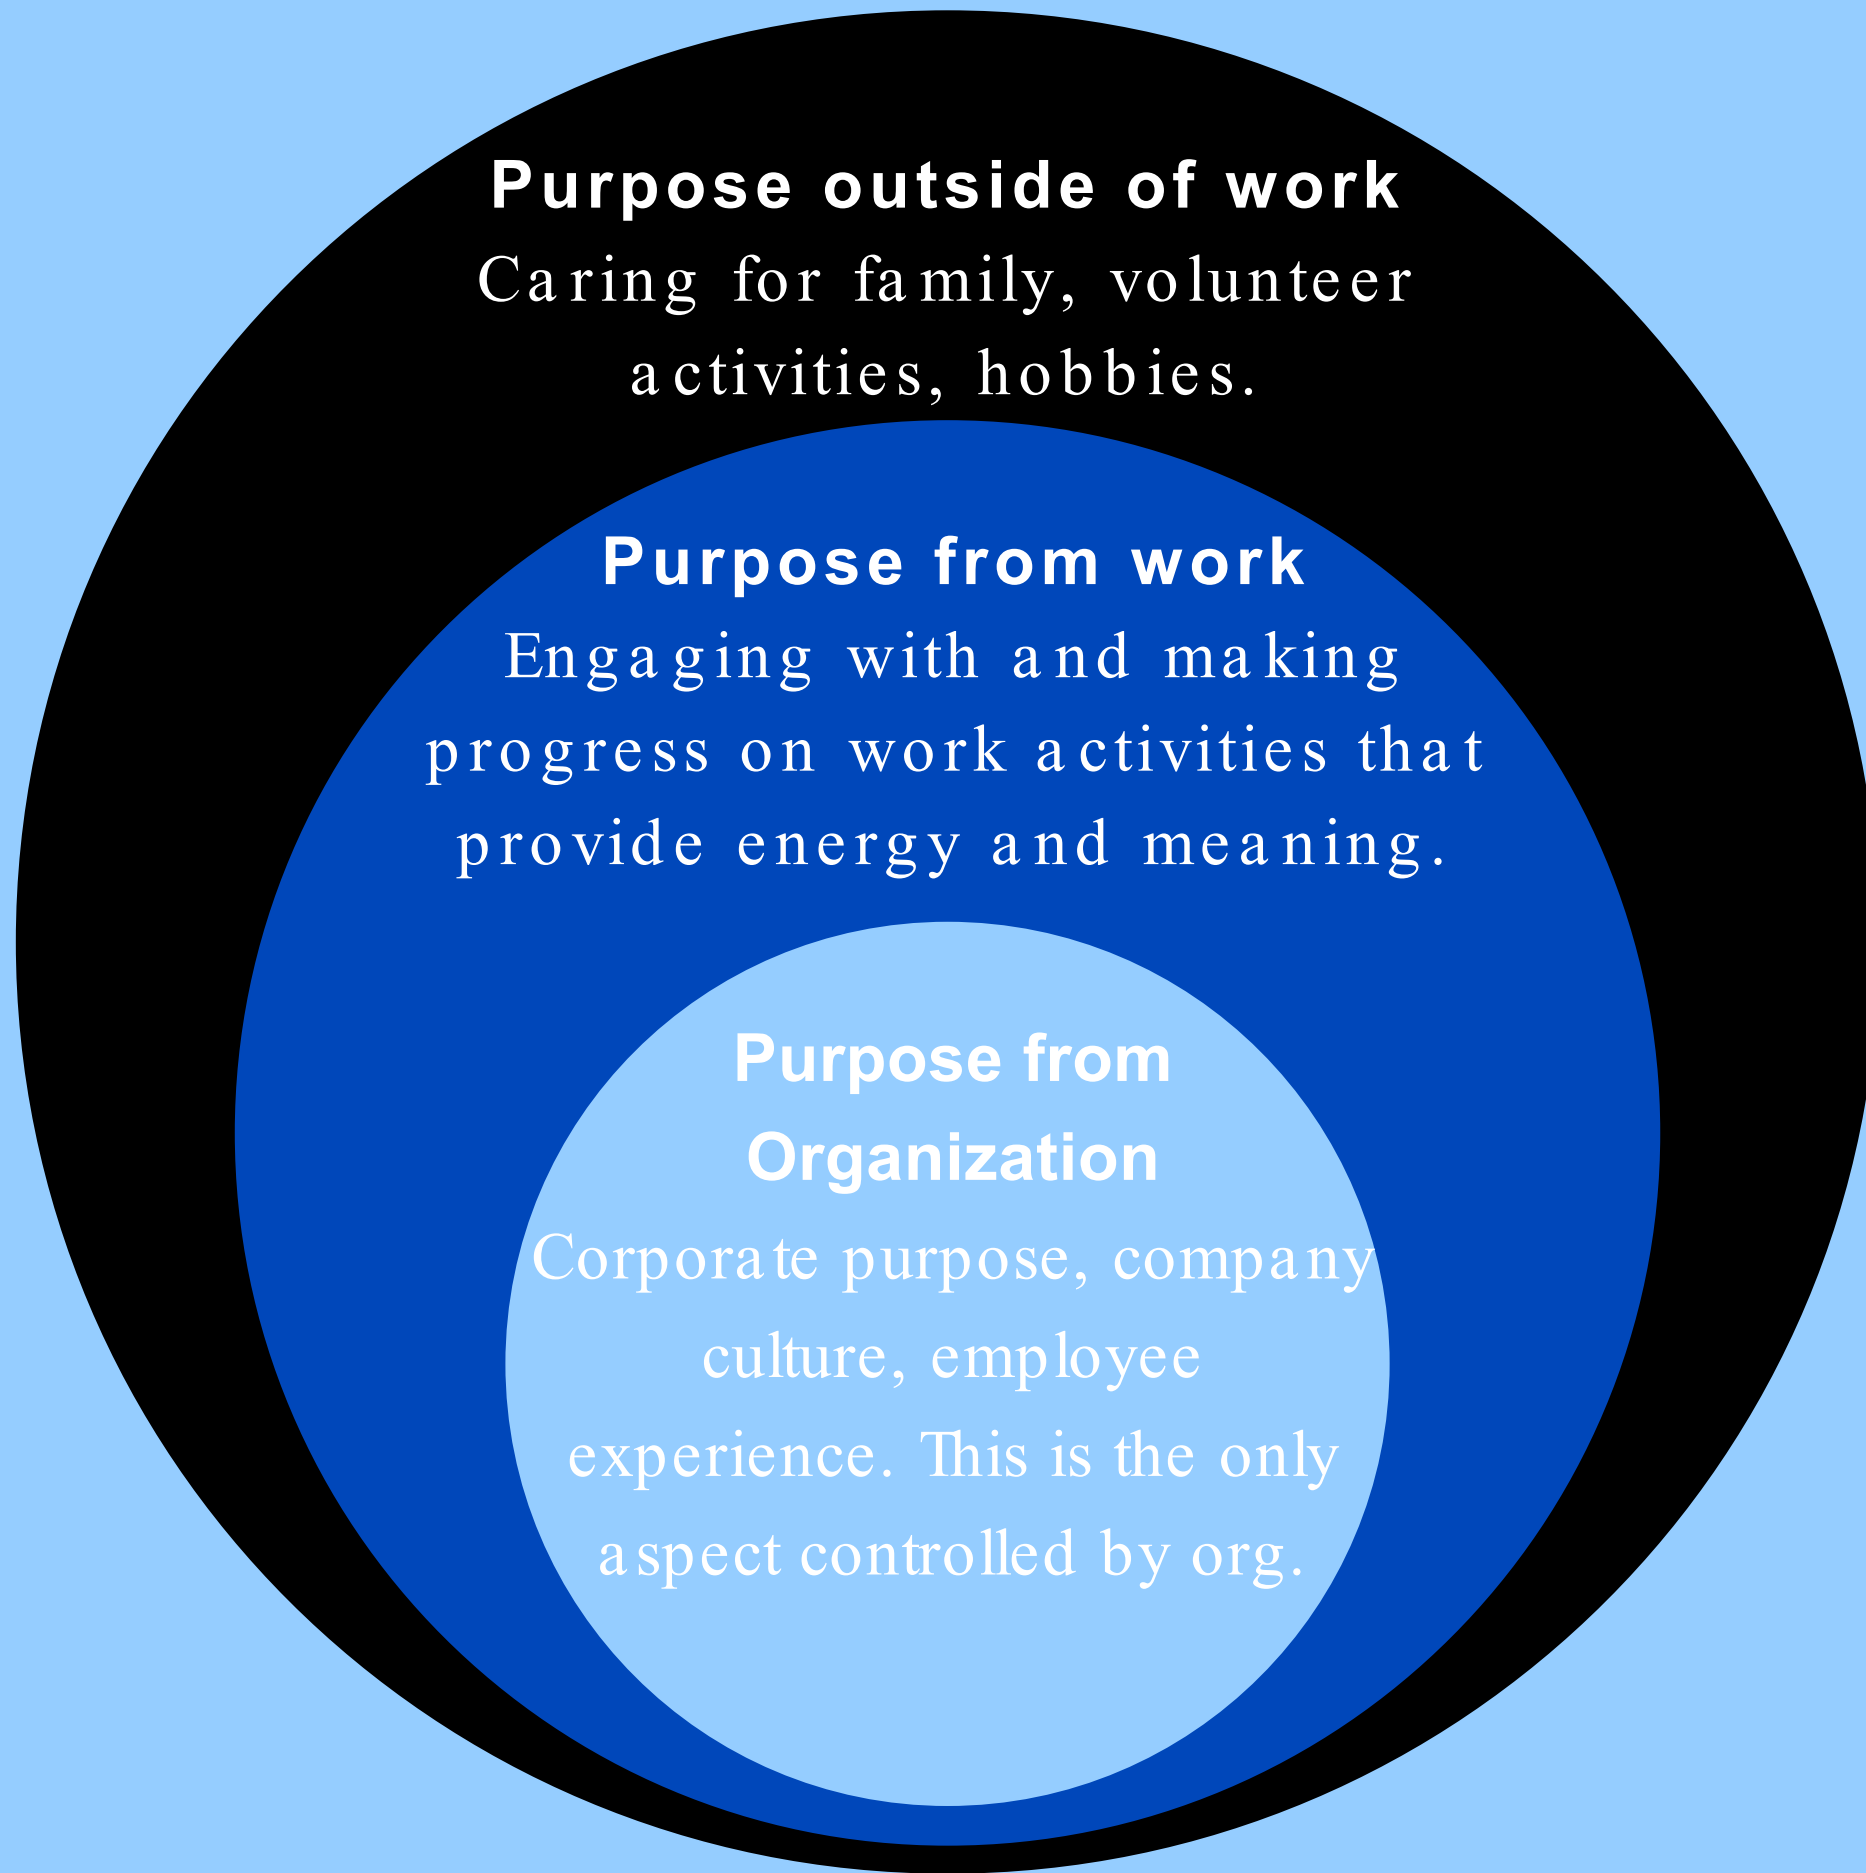 Purpose outside of work
Caring for family, volunteer
activities, hobbies.
Purpose from work
Engaging with and making
progress on work activities that
provide energy and meaning.
Purpose from
Organization
Corporate purpose, company
culture, employee
experience. This is the only
aspect controlled by org.